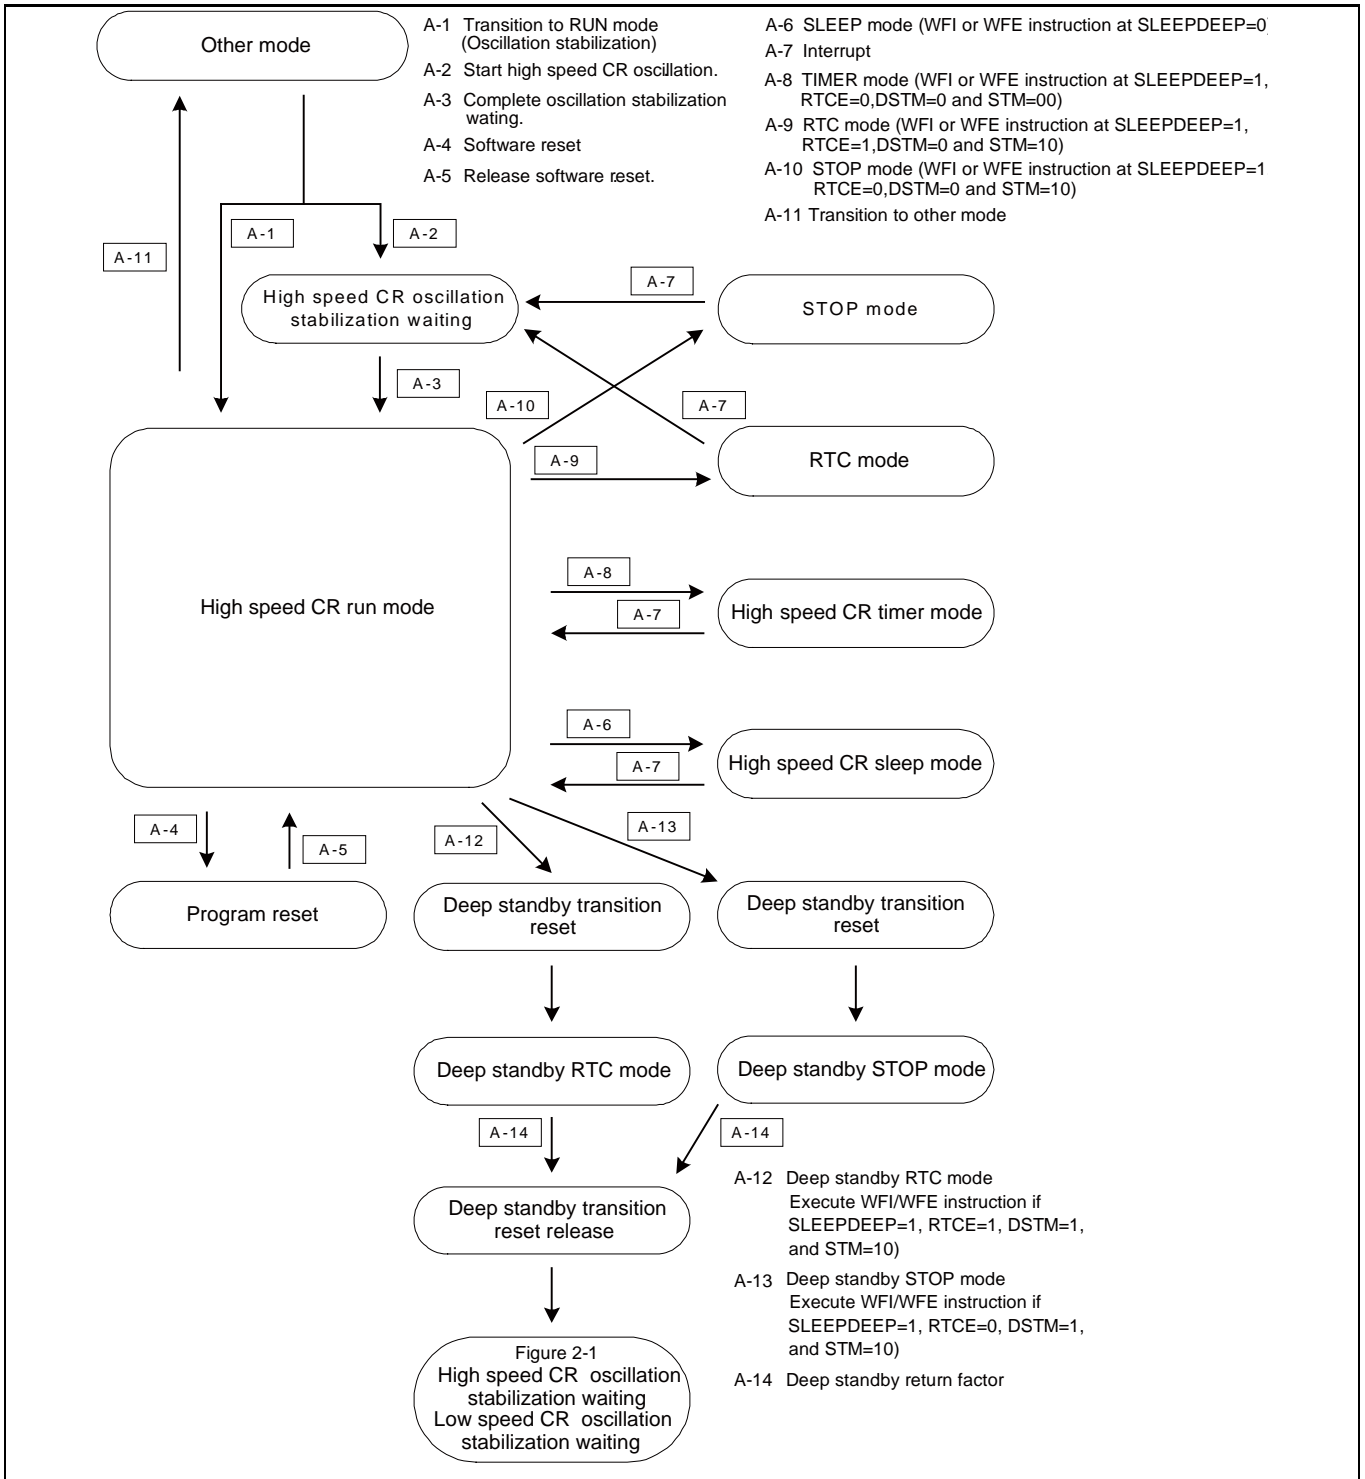 Other mode
A-1 Transition to RUN mode
(Oscillation stabilization)
A-2 Start high speed CR oscillation.
A-3 Complete oscillation stabilization
wating.
A-4 Software reset
A-5 Release software reset.
A-6 SLEEP mode (WFI or WFE instruction at SLEEPDEEP=0)
A-7 Interrupt
A-8 TIMER mode (WFI or WFE instruction at SLEEPDEEP=1,
RTCE=0,DSTM=0 and STM=00)
A-9 RTC mode (WFI or WFE instruction at SLEEPDEEP=1,
RTCE=1,DSTM=0 and STM=10)
A-10 STOP mode (WFI or WFE instruction at SLEEPDEEP=1
RTCE=0,DSTM=0 and STM=10)
A-11 Transition to other mode
A-11
A-1
A-2
High speed CR oscillation
stabilization waiting
A-7
STOP mode
A-3
A-10
A-7
A-9
RTC mode
High speed CR run mode
A-8
A-7
High speed CR timer mode
A-6
A-7
High speed CR sleep mode
A-4
A-5
A-12
A-13
Program reset
Deep standby transition
reset
Deep standby transition
reset
Deep standby RTC mode
Deep standby STOP mode
A-14
A-14
Deep standby transition
reset release
A-12 Deep standby RTC mode
Execute WFI/WFE instruction if
SLEEPDEEP=1, RTCE=1, DSTM=1,
and STM=10)
A-13 Deep standby STOP mode
Execute WFI/WFE instruction if
SLEEPDEEP=1, RTCE=0, DSTM=1,
and STM=10)
A-14 Deep standby return factor
Figure 2-1
High speed CR oscillation
stabilization waiting
Low speed CR oscillation
stabilization waiting